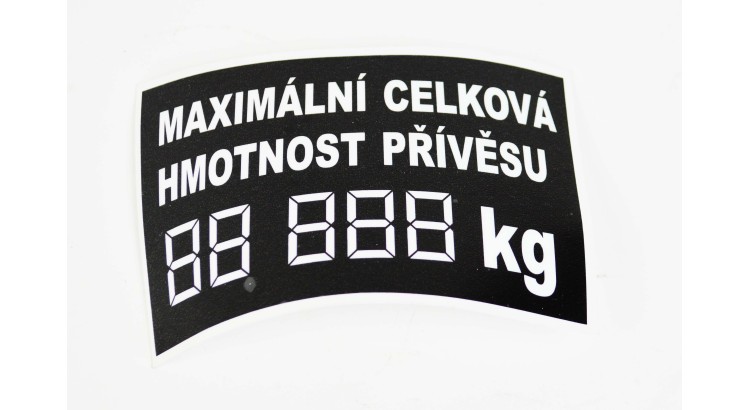 MAXIMÁLNÍ CELKOVÁ
HMOTNOST PŘÍVĚSU
88 888 kg